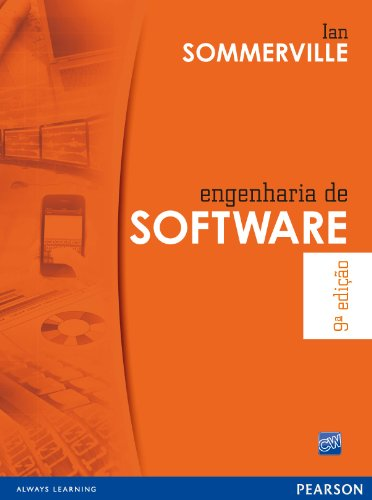 Ian
SOMMERVILLE
engenharia de
SOFTWARE
9ª edição
CW
ALWAYS LEARNING
PEARSON